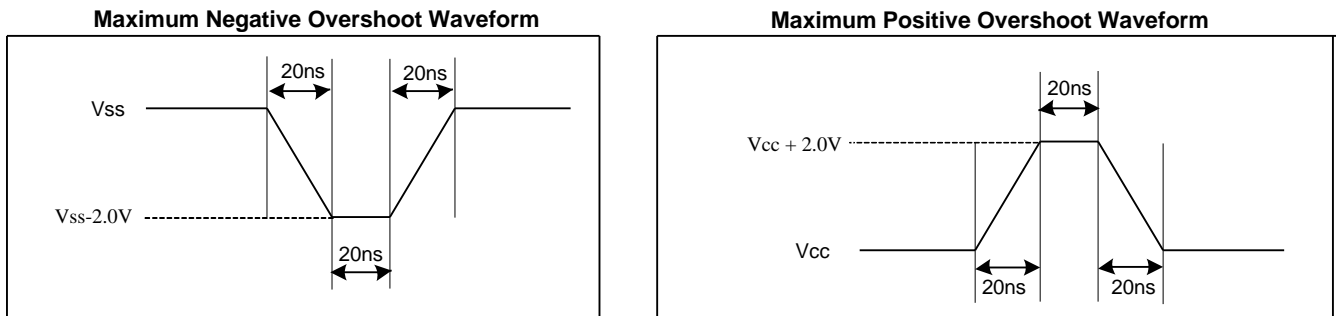 Maximum Negative Overshoot Waveform
20ns 20ns
Vss
Vss-2.0V
20ns
Maximum Positive Overshoot Waveform
20ns
Vcc + 2.0V
Vcc
20ns 20ns